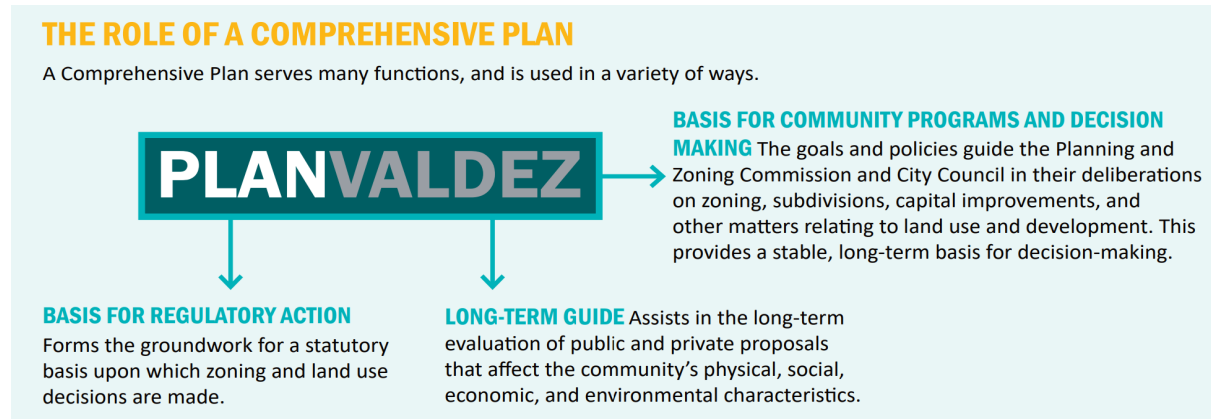 THE ROLE OF A COMPREHENSIVE PLAN
A Comprehensive Plan serves many functions, and is used in a variety of ways.
PLANVALDEZ
BASIS FOR COMMUNITY PROGRAMS AND DECISION
MAKING The goals and policies guide the Planning and
Zoning Commission and City Council in their deliberations
on zoning, subdivisions, capital improvements, and
other matters relating to land use and development. This
provides a stable, long-term basis for decision-making.
BASIS FOR REGULATORY ACTION
Forms the groundwork for a statutory
basis upon which zoning and land use
decisions are made.
LONG-TERM GUIDE Assists in the long-term
evaluation of public and private proposals
that affect the community's physical, social,
economic, and environmental characteristics.